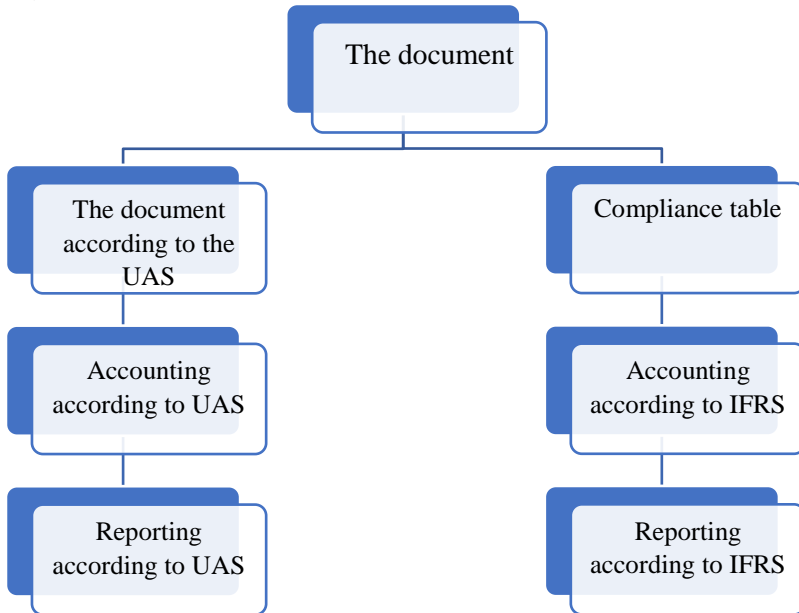 The document
The document
according to the
UAS
Compliance table
Accounting
according to UAS
Accounting
according to IFRS
Reporting
according to UAS
Reporting
according to IFRS